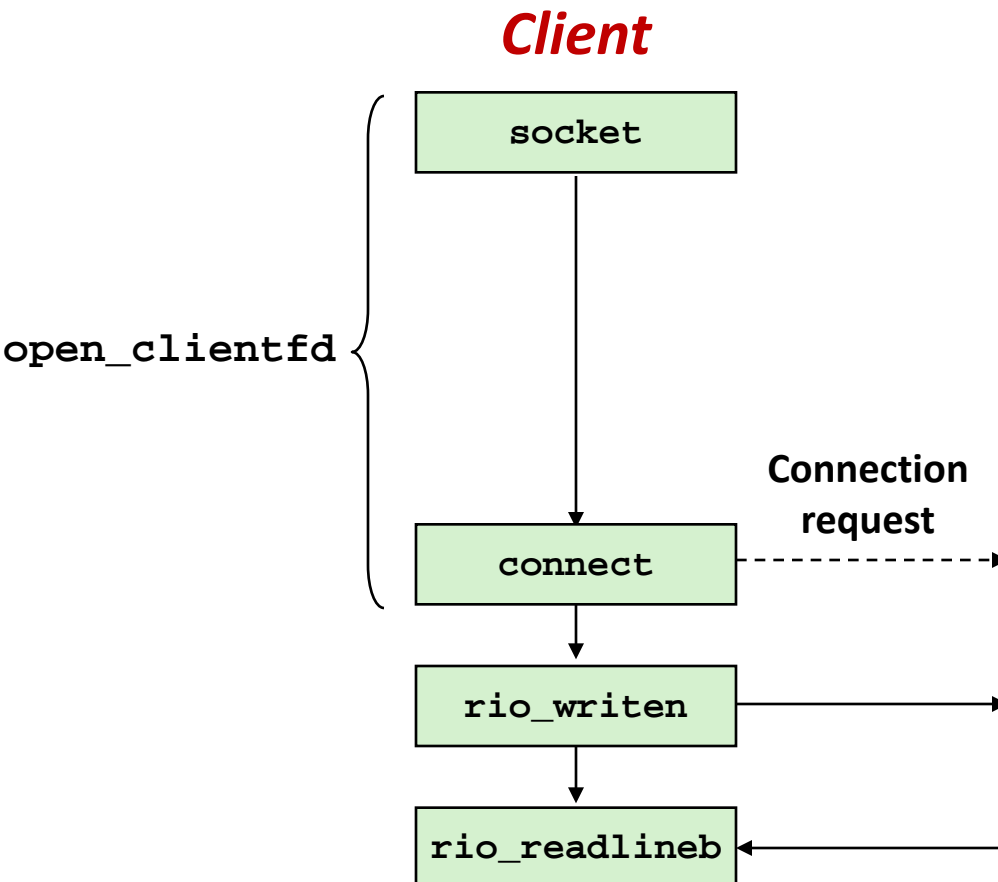 Client
socket
open_clientfd
Connection
request
connect
rio_writen
rio_readlineb